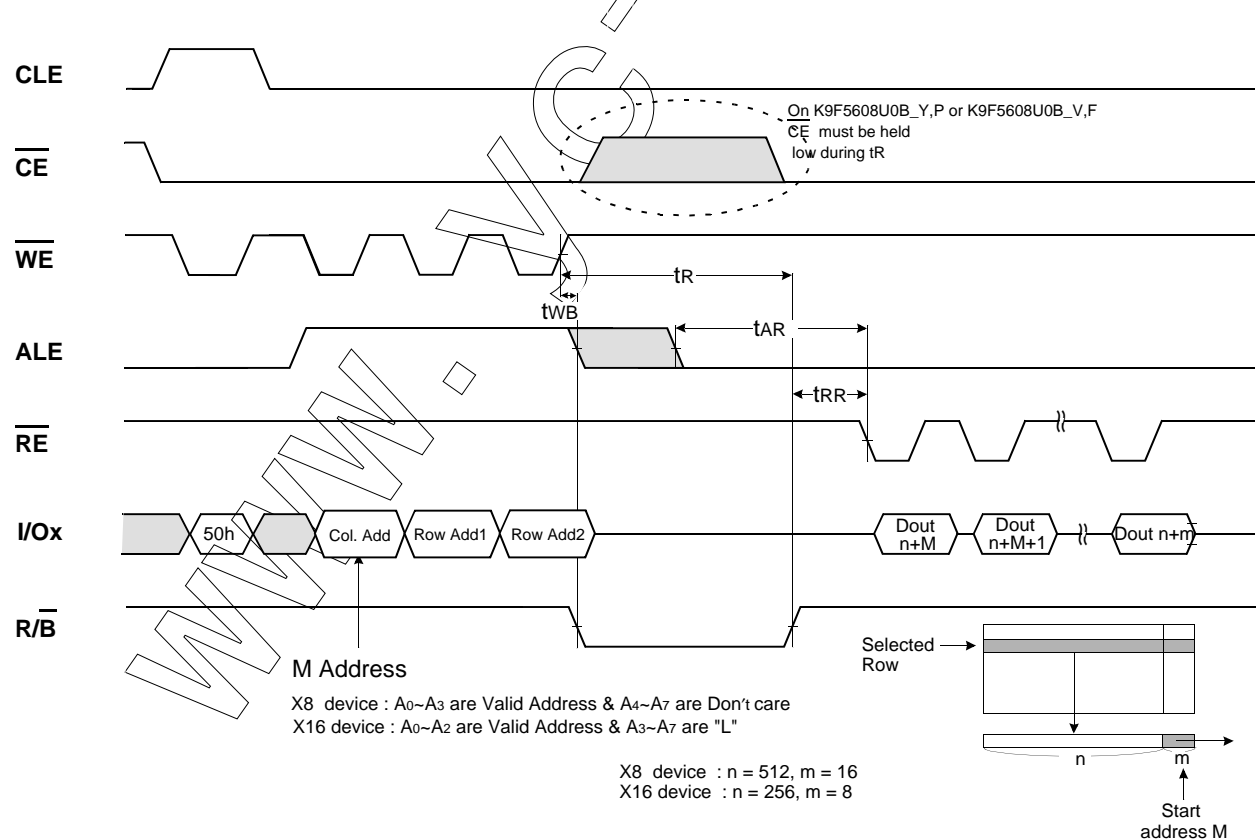 CLE
On K9F5608U0B_Y,P or K9F5608U0B_V,F
CE must be held
low during tR
CE
WE
tR
tWB
ALE
tAR
tRR
RE
I/Ox
50h
Col. Add
Row Add1
Row Add2
Dout
n+M
Dout
n+M+1
Dout n+m
R/B
M Address
X8 device : A0~A3 are Valid Address & A4~A7 are Don't care
X16 device : A0~A2 are Valid Address & A3~A7 are "L"
Selected
Row
n
m
X8 device : n = 512, m = 16
X16 device : n = 256, m = 8
Start
address M
www.